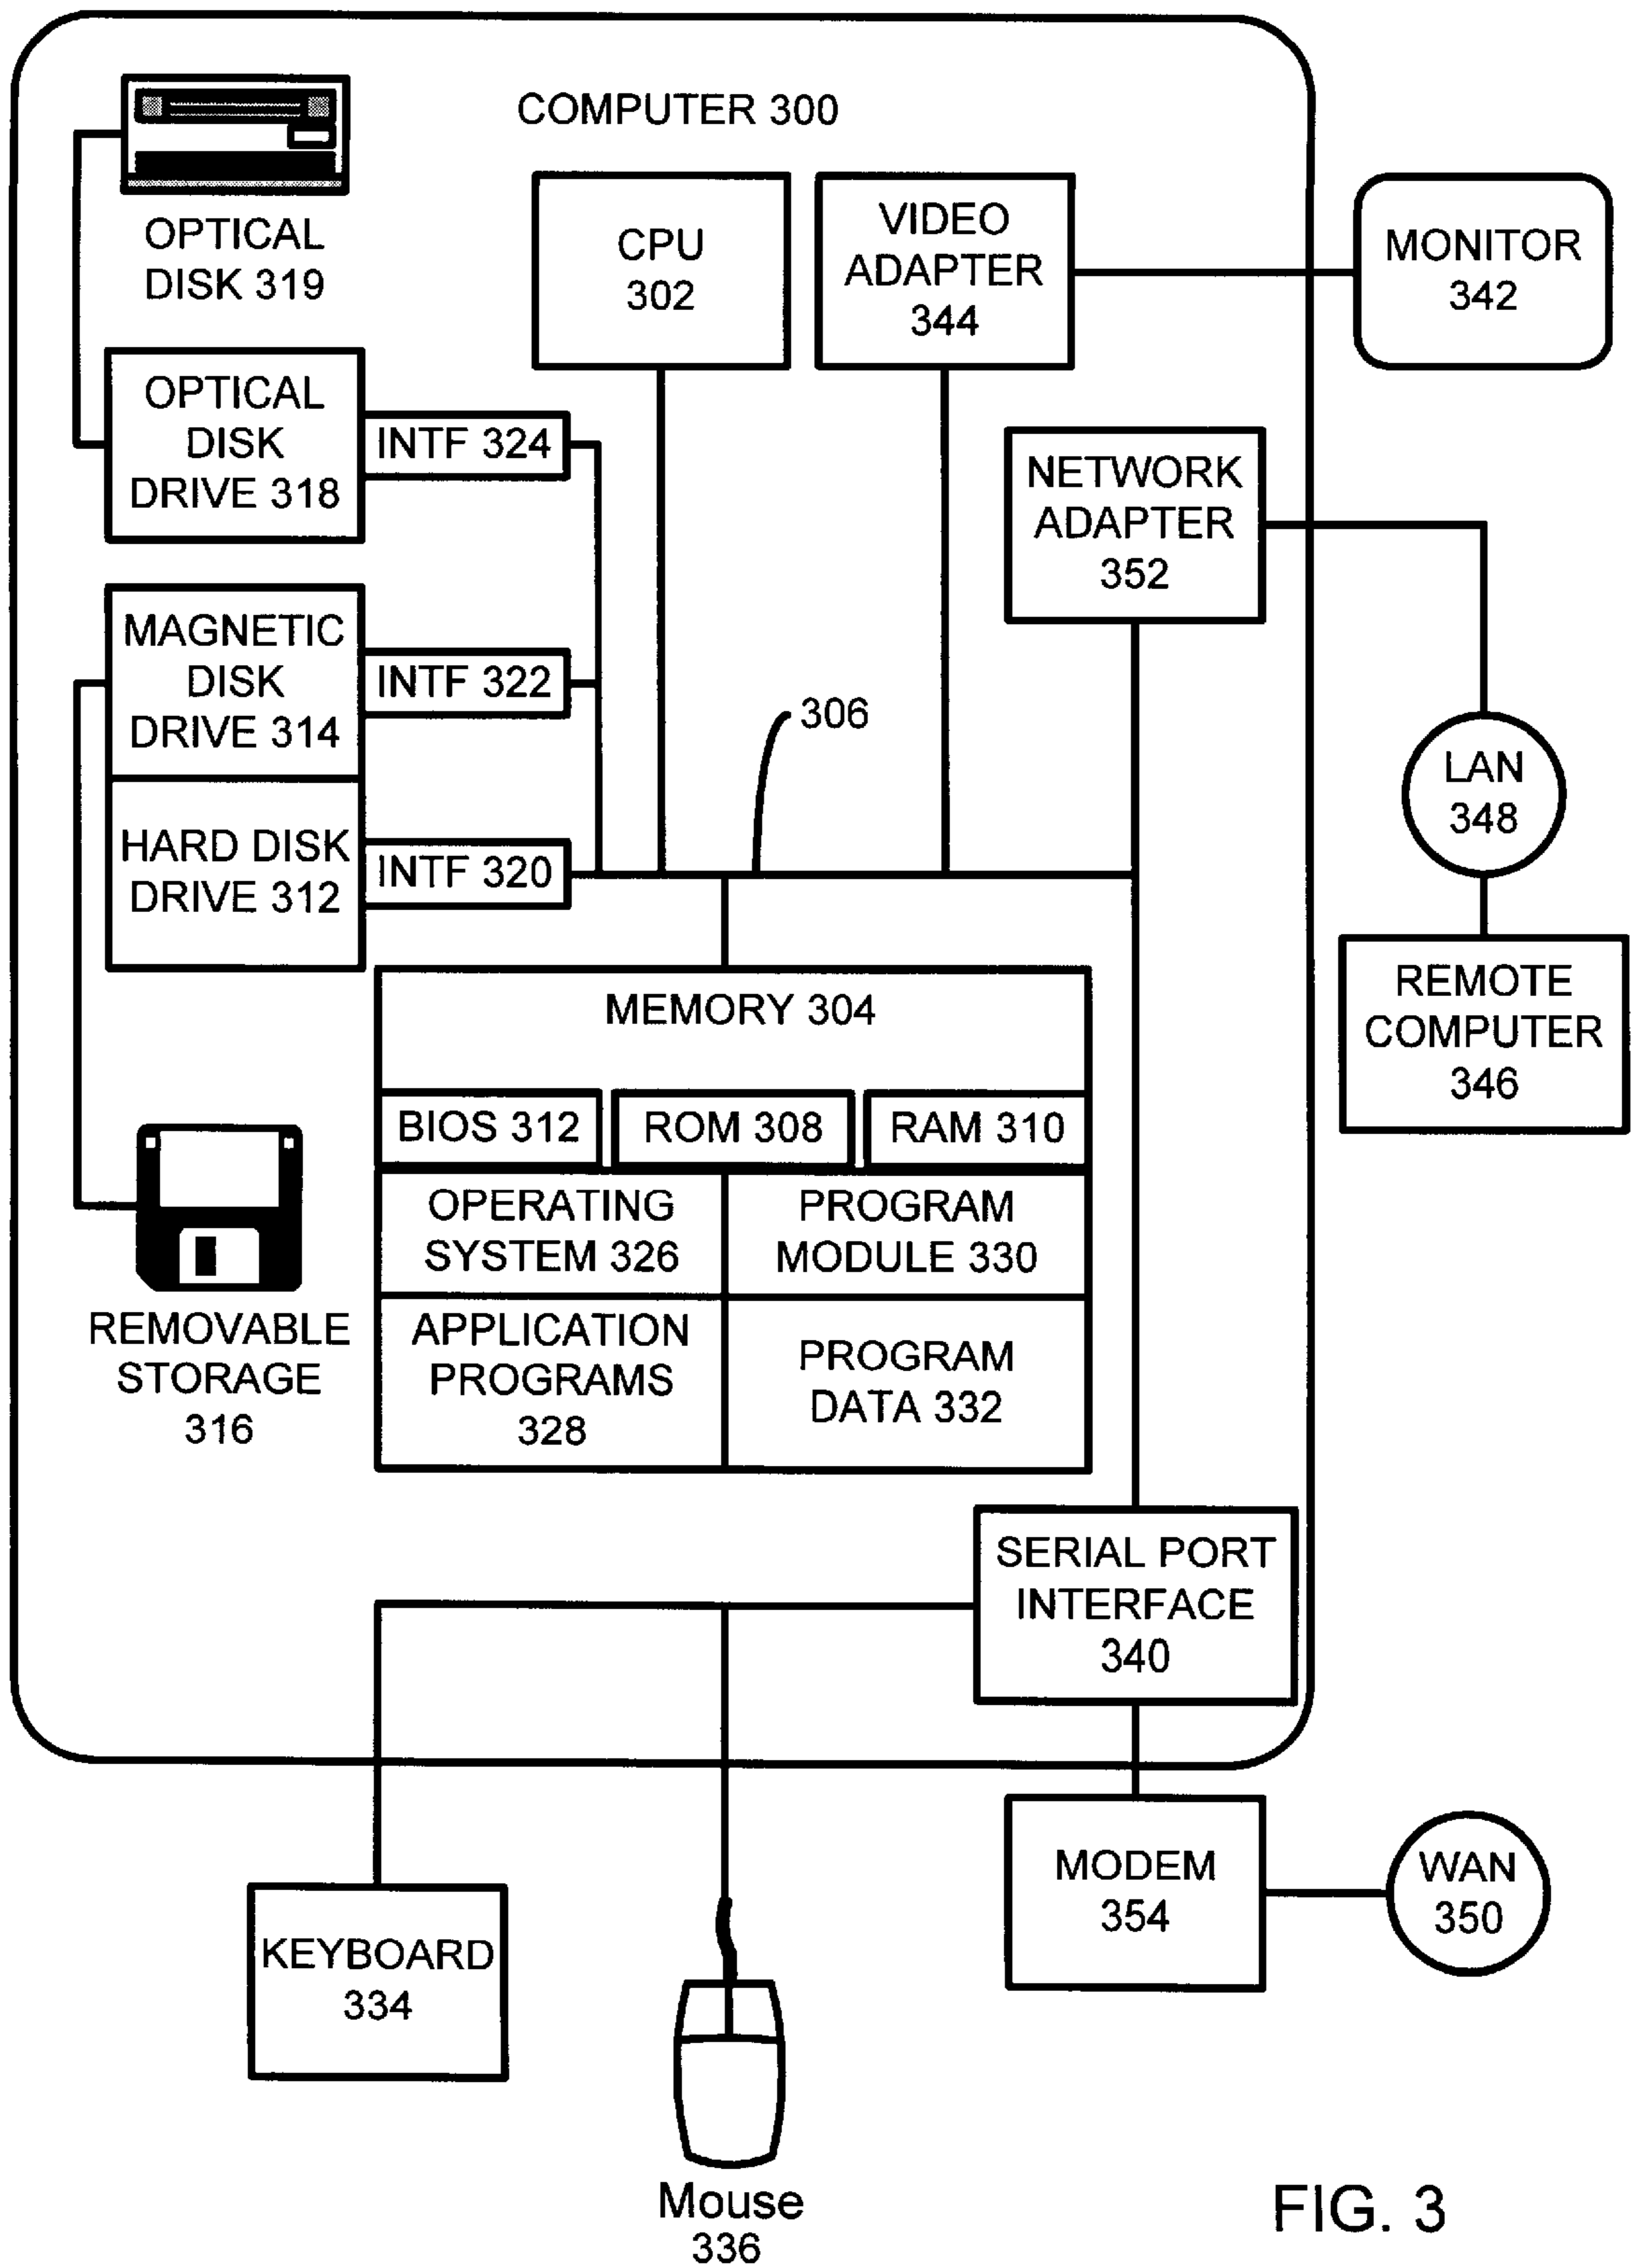 COMPUTER 300
OPTICAL
DISK 319
CPU
302
VIDEO
ADAPTER
344
MONITOR
342
OPTICAL
DISK
DRIVE 318
INTF 324
NETWORK
ADAPTER
352
MAGNETIC
DISK
DRIVE 314
INTF 322
306
LAN
348
HARD DISK
DRIVE 312
INTF 320
REMOTE
COMPUTER
346
MEMORY 304
BIOS 312
ROM 308
RAM 310
OPERATING
SYSTEM 326
PROGRAM
MODULE 330
APPLICATION
PROGRAMS
328
PROGRAM
DATA 332
REMOVABLE
STORAGE
316
SERIAL PORT
INTERFACE
340
MODEM
354
WAN
350
KEYBOARD
334
Mouse
336
FIG. 3